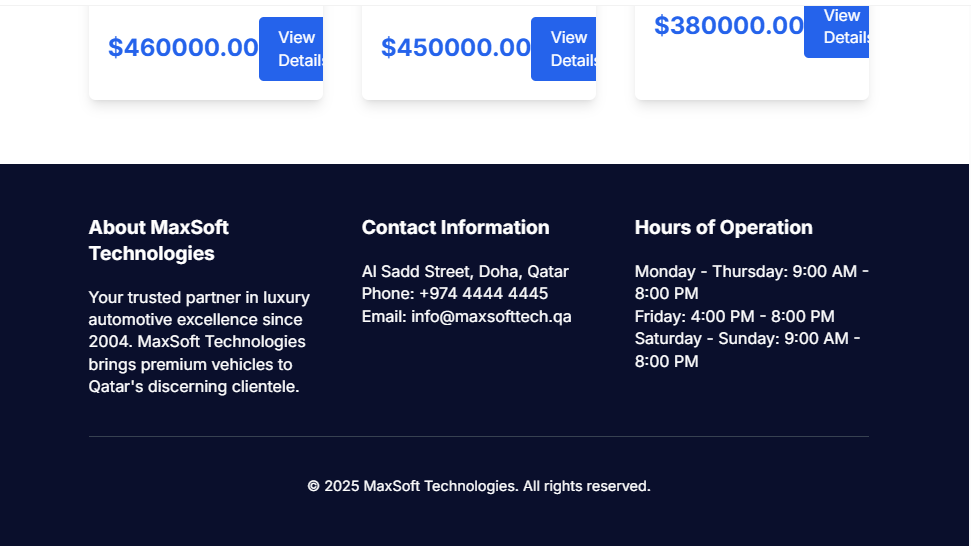 $460000.00
View
Details
$450000.00
View
Details
$380000.00
View
Details
About MaxSoft
Technologies
Your trusted partner in luxury
automotive excellence since
2004. MaxSoft Technologies
brings premium vehicles to
Qatar's discerning clientele.
Contact Information
Al Sadd Street, Doha, Qatar
Phone: +974 4444 4445
Email: info@maxsofttech.qa
Hours of Operation
Monday - Thursday: 9:00 AM -
8:00 PM
Friday: 4:00 PM - 8:00 PM
Saturday - Sunday: 9:00 AM -
8:00 PM
© 2025 MaxSoft Technologies. All rights reserved.